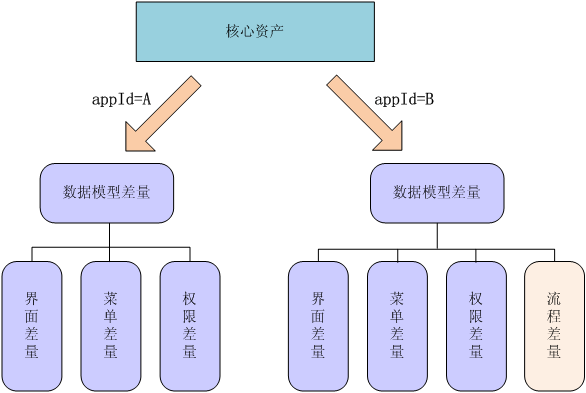 核心资产
appId=A
appId=B
数据模型差量
数据模型差量
界面差量
菜单差量
权限差量
界面差量
菜单差量
权限差量
流程差量